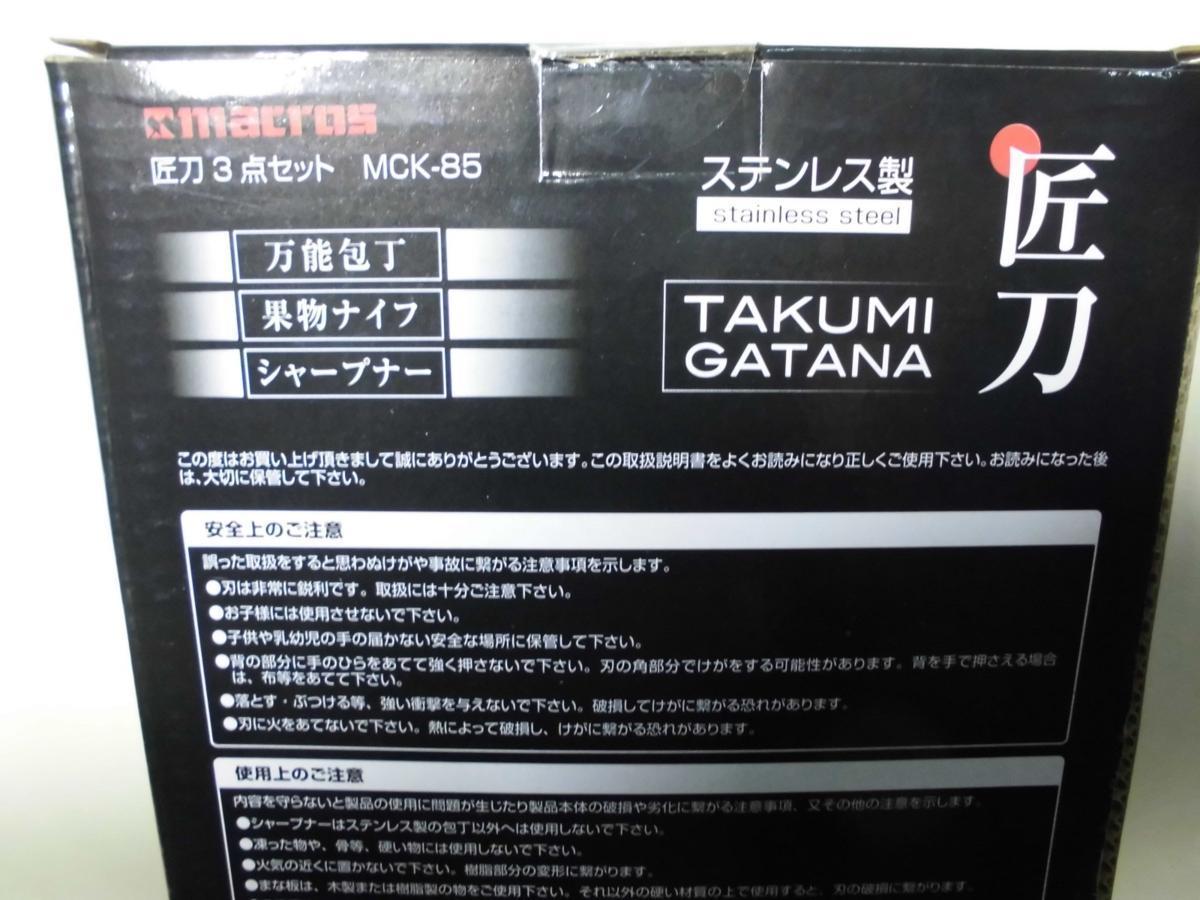 macros
匠刀3点セット MCK-85
万能包丁
果物ナイフ
シャープナー
ステンレス製
stainless steel
TAKUMI
GATANA
匠刀
この度はお買い上げ頂きまして誠にありがとうございます。この取扱説明書をよくお読みになり正しくご使用下さい。お読みになった後
は、大切に保管して下さい。
安全上のご注意
誤った取扱をすると思わぬけがや事故に繋がる注意事項を示します。
●刃は非常に鋭利です。取扱には十分ご注意下さい。
●お子様には使用させないで下さい。
●子供や乳幼児の手の届かない安全な場所に保管して下さい。
●背の部分に手のひらをあてて強く押さないで下さい。刃の角部分でけがをする可能性があります。背を手で押さえる場合
は、布等をあてて下さい。
●落とす・ぶつける等、強い衝撃を与えないで下さい。破損してけがに繋がる恐れがあります。
●刃に火をあてないで下さい。熱によって破損し、けがに繋がる恐れがあります。
使用上のご注意
内容を守らないと製品の使用に問題が生じたり製品本体の破損や劣化に繋がる注意事項、又その他の注意を示します。
●シャープナーはステンレス製の包丁以外へは使用しないで下さい。
●凍った物や、骨等、硬い物には使用しないで下さい。
●火気の近くに置かないで下さい。樹脂部分の変形に繋がります。
●まな板は、木製または樹脂製の物をご使用下さい。それ以外の硬い材質の上で使用すると、刃の破損に繋がります。